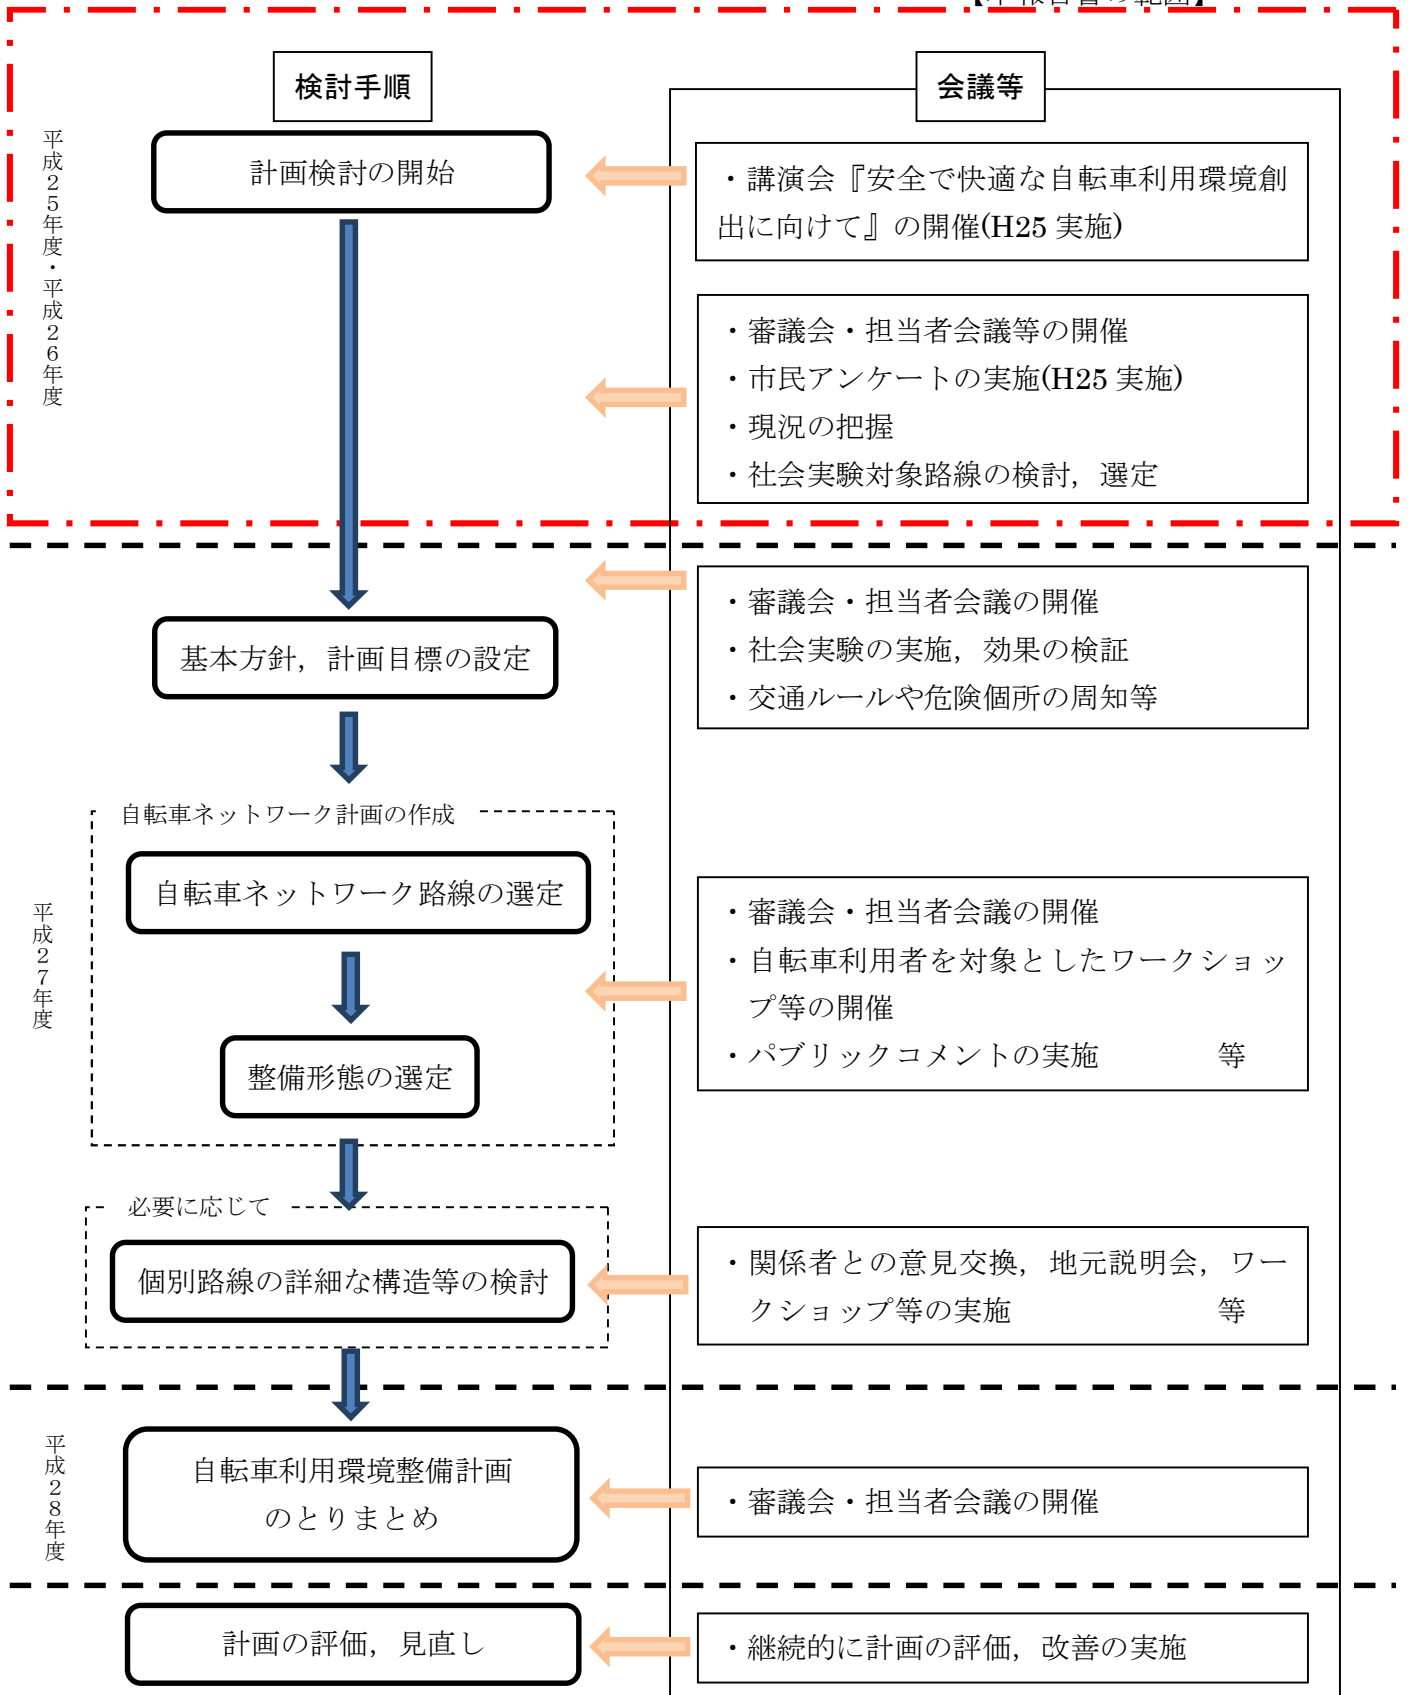 検討手順
会議等
平成25年度・平成26年度
計画検討の開始
・講演会『安全で快適な自転車利用環境創
出に向けて』の開催(H25 実施)
・審議会・担当者会議等の開催
・市民アンケートの実施(H25 実施)
・現況の把握
・社会実験対象路線の検討，選定
基本方針，計画目標の設定
・審議会・担当者会議の開催
・社会実験の実施，効果の検証
・交通ルールや危険個所の周知等
平成27年度
自転車ネットワーク計画の作成
自転車ネットワーク路線の選定
整備形態の選定
・審議会・担当者会議の開催
・自転車利用者を対象としたワークショッ
プ等の開催
・パブリックコメントの実施　　　　等
必要に応じて
個別路線の詳細な構造等の検討
・関係者との意見交換，地元説明会，ワー
クショップ等の実施　　　　　　　等
平成28年度
自転車利用環境整備計画
のとりまとめ
・審議会・担当者会議の開催
計画の評価，見直し
・継続的に計画の評価，改善の実施